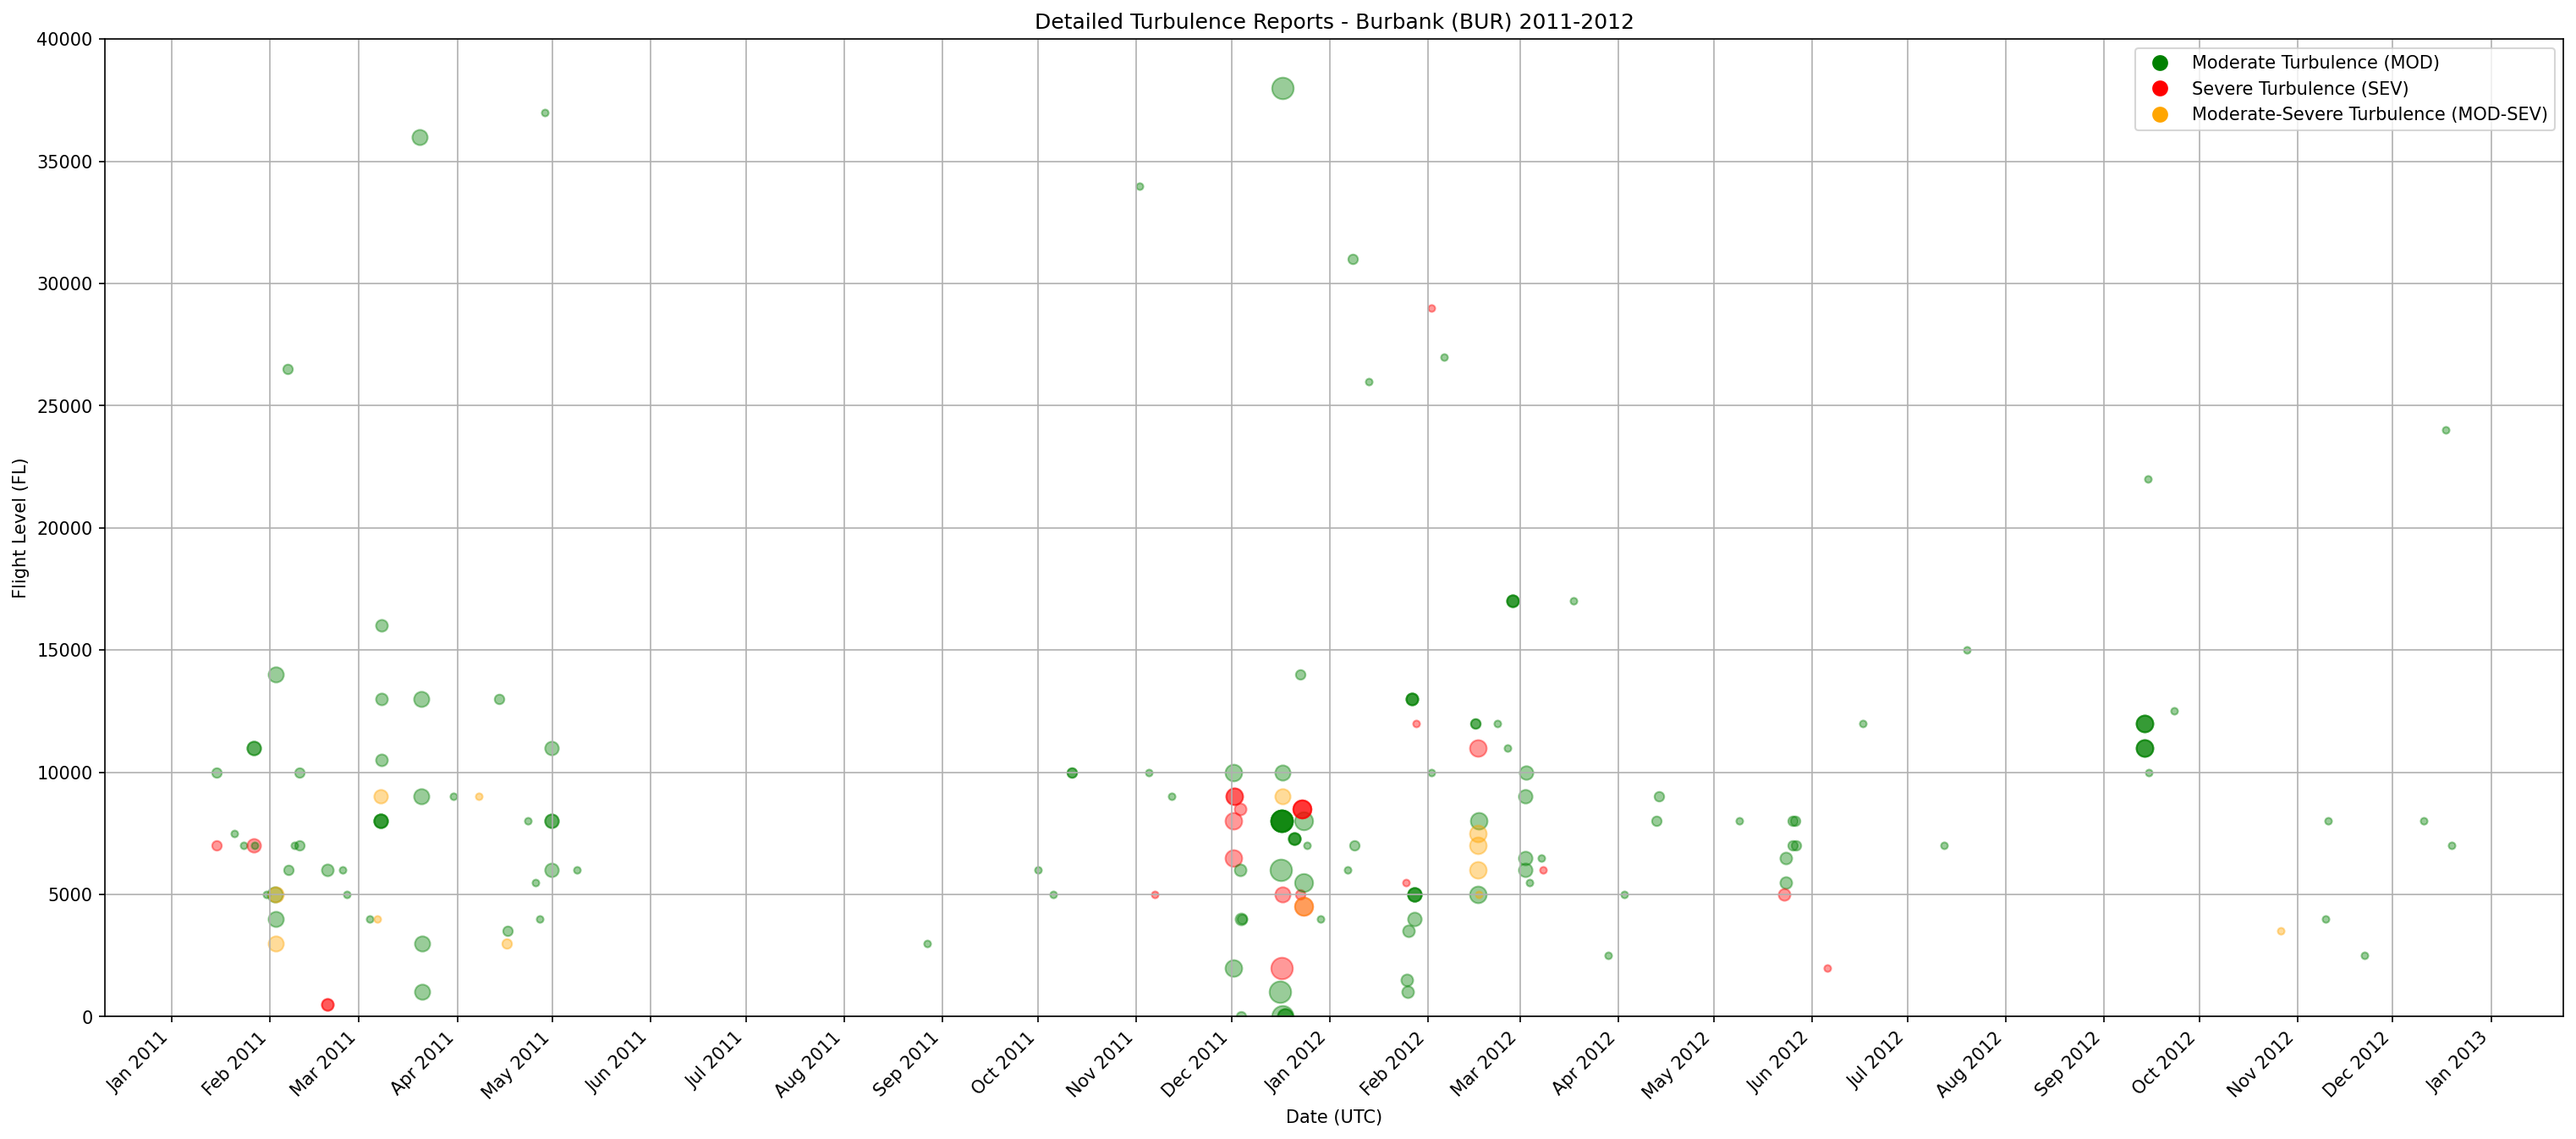 Detailed Turbulence Reports - Burbank (BUR) 2011-2012
Moderate Turbulence (MOD)
Severe Turbulence (SEV)
Moderate-Severe Turbulence (MOD-SEV)
Flight Level (FL)
40000
35000
30000
25000
20000
15000
10000
5000
0
Jan 2011
Feb 2011
Mar 2011
Apr 2011
May 2011
Jun 2011
Jul 2011
Aug 2011
Sep 2011
Oct 2011
Nov 2011
Dec 2011
Jan 2012
Feb 2012
Mar 2012
Apr 2012
May 2012
Jun 2012
Jul 2012
Aug 2012
Sep 2012
Oct 2012
Nov 2012
Dec 2012
Jan 2013
Date (UTC)